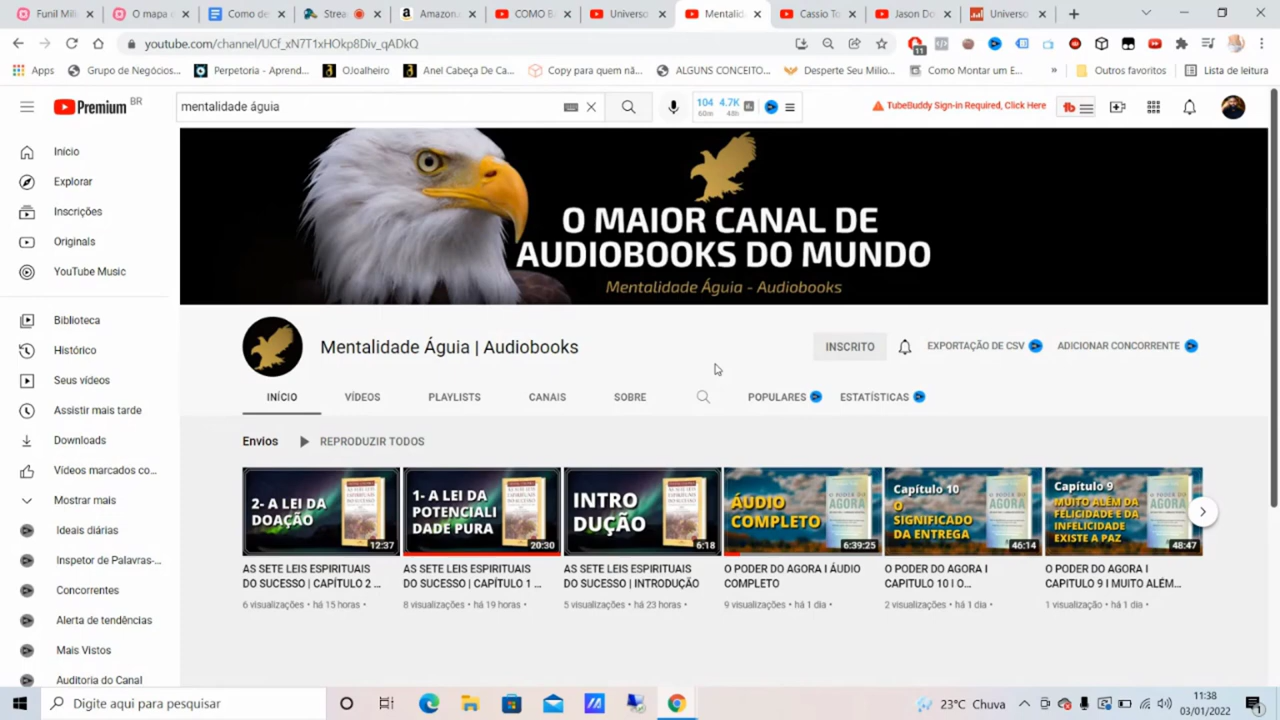 Funil Milli
O mapa d
Como de
Strea
Amazon
COMO B
Universo
Mentalid
Cassio To
Jason Do
Universo
youtube.com/channel/UCf_xN7T1xHOkp8Div_qADkQ
11
Apps
Grupo de Negócios...
Perpetoria - Aprend...
OJoalheiro
Anel Cabeça De Ca...
Copy para quem nã...
ALGUNS CONCEITO...
Desperte Seu Milio...
Como Montar um E...
»
Outros favoritos
Lista de leitura
Premium BR
mentalidade águia
104 4.7K
60m 48h
TubeBuddy Sign-in Required, Click Here
tb
Início
Explorar
Inscrições
Originals
YouTube Music
Biblioteca
Histórico
Seus vídeos
Assistir mais tarde
Downloads
Vídeos marcados co...
Mostrar mais
Ideais diárias
Inspetor de Palavras-...
Concorrentes
Alerta de tendências
Mais Vistos
Auditoria do Canal
O MAIOR CANAL DE
AUDIOBOOKS DO MUNDO
Mentalidade Águia - Audiobooks
Mentalidade Águia | Audiobooks
INSCRITO
EXPORTAÇÃO DE CSV
ADICIONAR CONCORRENTE
INÍCIO
VÍDEOS
PLAYLISTS
CANAIS
SOBRE
POPULARES
ESTATÍSTICAS
Envios
REPRODUZIR TODOS
2- A LEI DA
DOAÇÃO
12:37
AS SETE LEIS ESPIRITUAIS
DO SUCESSO | CAPÍTULO 2 ...
6 visualizações • há 15 horas •
1- A LEI DA
POTENCIALI
DADE PURA
20:30
AS SETE LEIS ESPIRITUAIS
DO SUCESSO | CAPÍTULO 1 ...
8 visualizações • há 19 horas •
INTRO
DUÇÃO
6:18
AS SETE LEIS ESPIRITUAIS
DO SUCESSO | INTRODUÇÃO
5 visualizações • há 23 horas •
ÁUDIO
COMPLETO
AGORA
6:39:25
O PODER DO AGORA I ÁUDIO
COMPLETO
9 visualizações • há 1 dia •
Capítulo 10
O
SIGNIFICADO
DA ENTREGA
AGORA
46:14
O PODER DO AGORA I
CAPITULO 10 I O...
2 visualizações • há 1 dia •
Capítulo 9
MUITO ALÉM DA
FELICIDADE E DA
INFELICIDADE
EXISTE A PAZ
48:47
O PODER DO AGORA I
CAPITULO 9 I MUITO ALÉM...
1 visualização • há 1 dia •
Digite aqui para pesquisar
23°C Chuva
11:38
03/01/2022
1